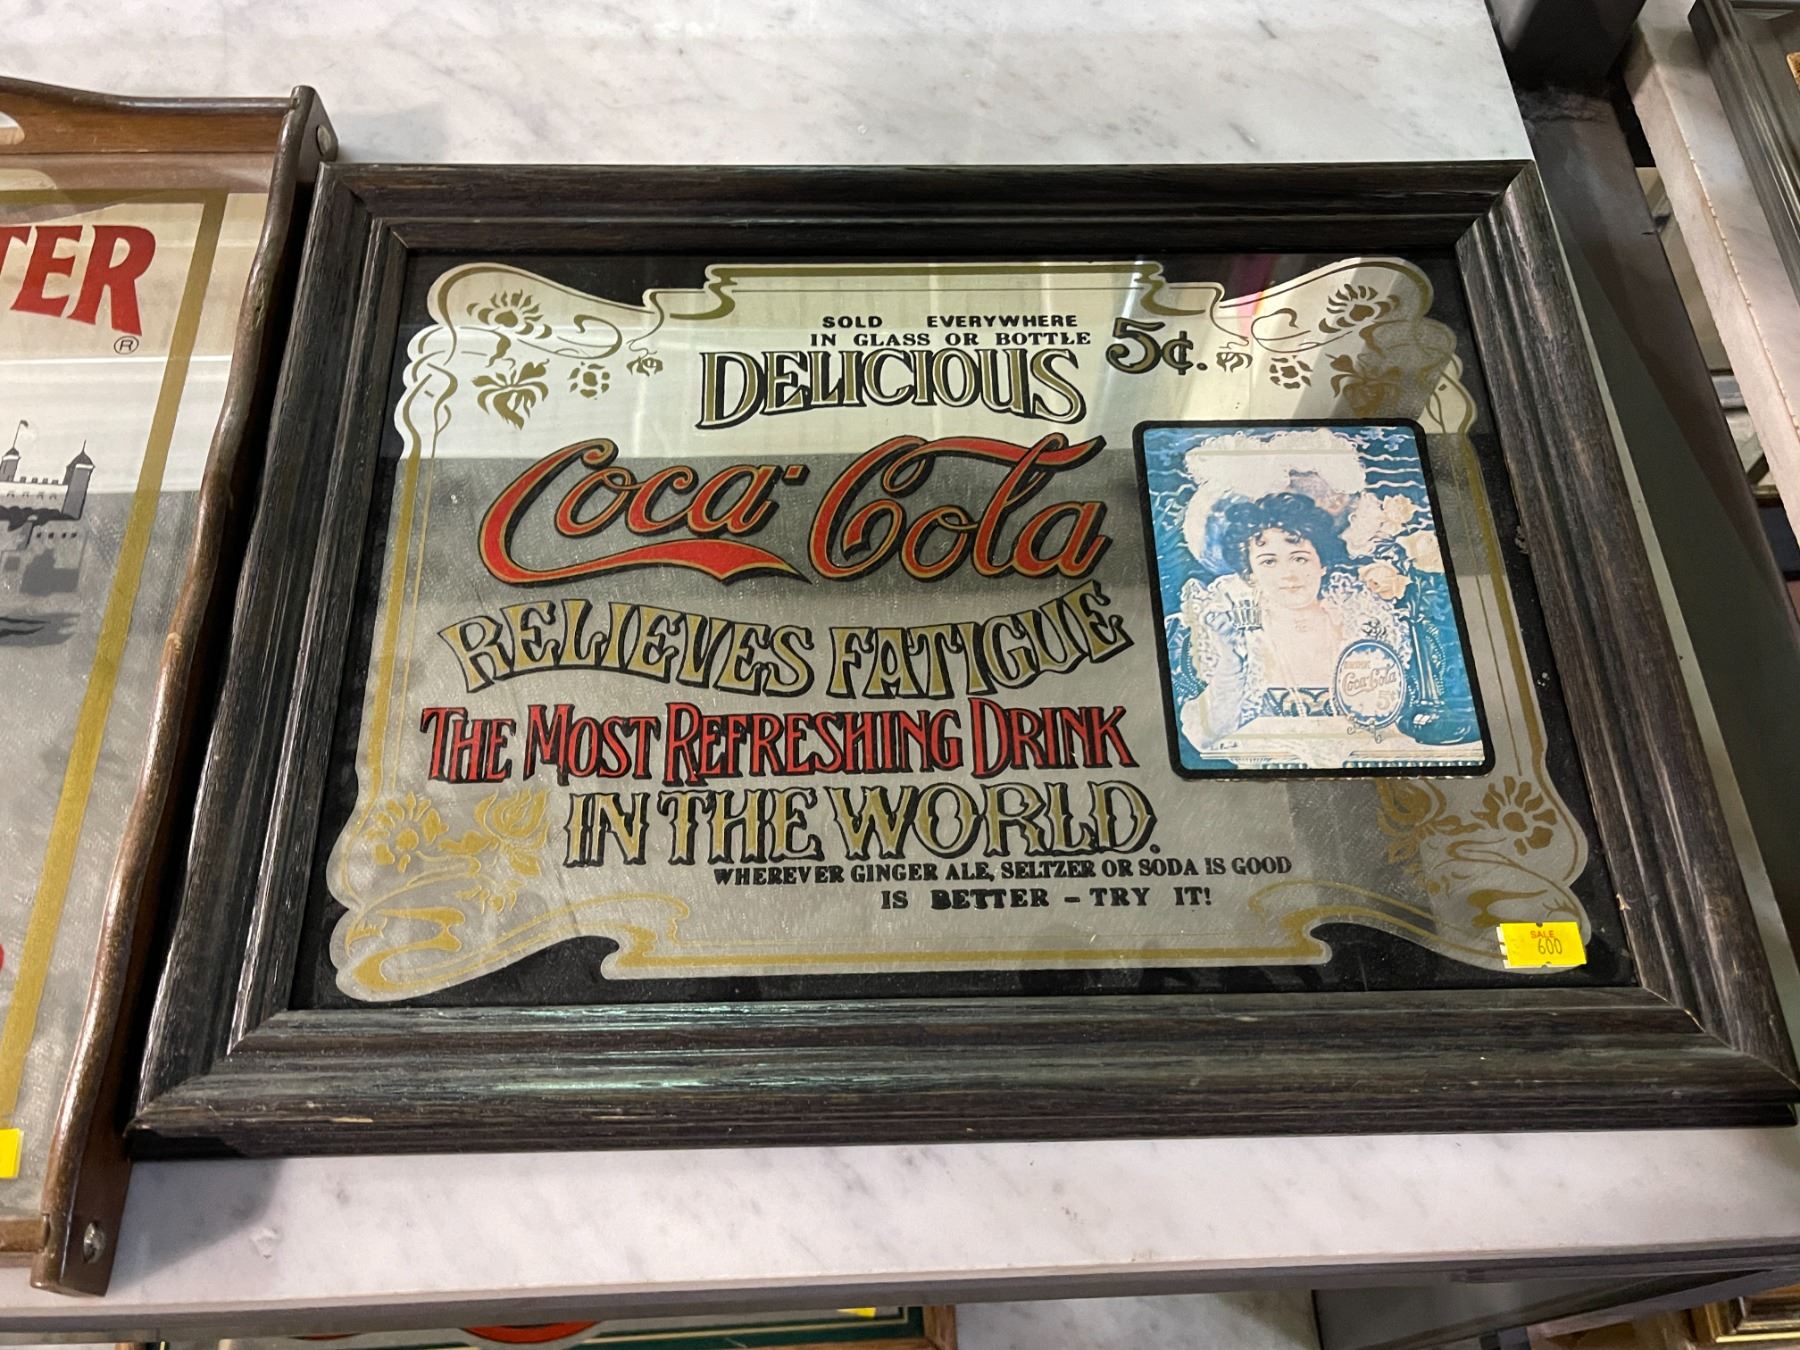 TER
®
SOLD EVERYWHERE
IN GLASS OR BOTTLE
5¢.
DELICIOUS
Coca-Cola
RELIEVES FATIGUE
THE MOST REFRESHING DRINK
IN THE WORLD.
WHEREVER GINGER ALE, SELTZER OR SODA IS GOOD
IS BETTER – TRY IT!
DRINK
Coca-Cola
5¢
SALE
600